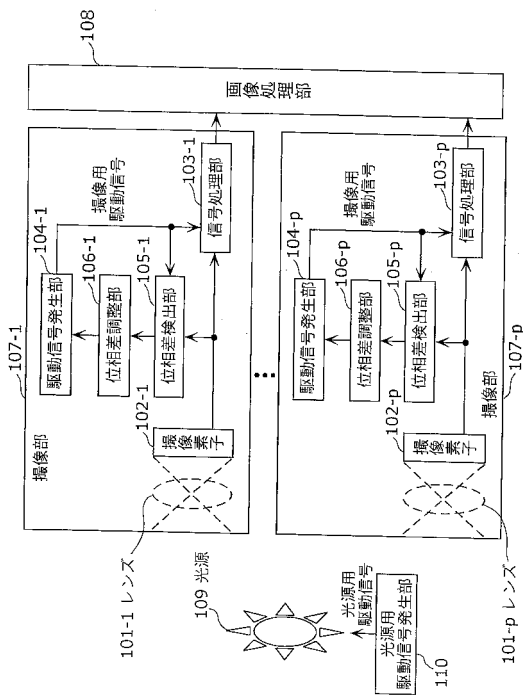 107-1
撮像部
104-1
駆動信号発生部
撮像用
駆動信号
106-1
位相差調整部
105-1
位相差検出部
103-1
信号処理部
102-1
撮像素子
101-1 レンズ
108
画像処理部
109 光源
光源用
駆動信号
光源用
駆動信号発生部
110
104-p
駆動信号発生部
撮像用
駆動信号
106-p
位相差調整部
105-p
位相差検出部
103-p
信号処理部
102-p
撮像素子
撮像部
107-p
101-p レンズ